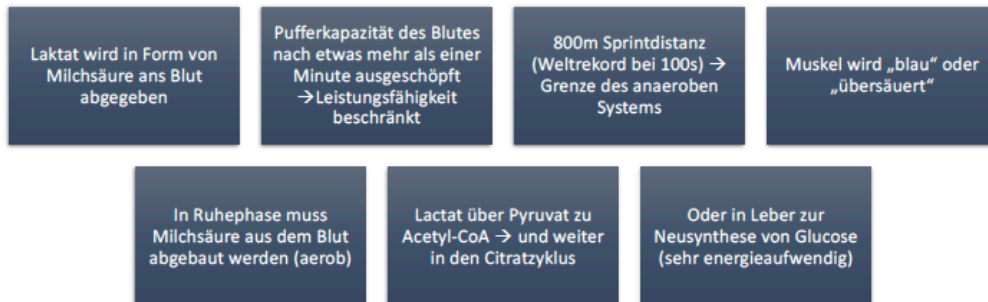 Laktat wird in Form von
Milchsäure ans Blut
abgegeben
Pufferkapazität des Blutes
nach etwas mehr als einer
Minute ausgeschöpft
→Leistungsfähigkeit
beschränkt
800m Sprintdistanz
(Weltrekord bei 100s) →
Grenze des anaeroben
Systems
Muskel wird „blau“ oder
„übersäuert“
In Ruhephase muss
Milchsäure aus dem Blut
abgebaut werden (aerob)
Lactat über Pyruvat zu
Acetyl-CoA → und weiter
in den Citratzyklus
Oder in Leber zur
Neusynthese von Glucose
(sehr energieaufwendig)